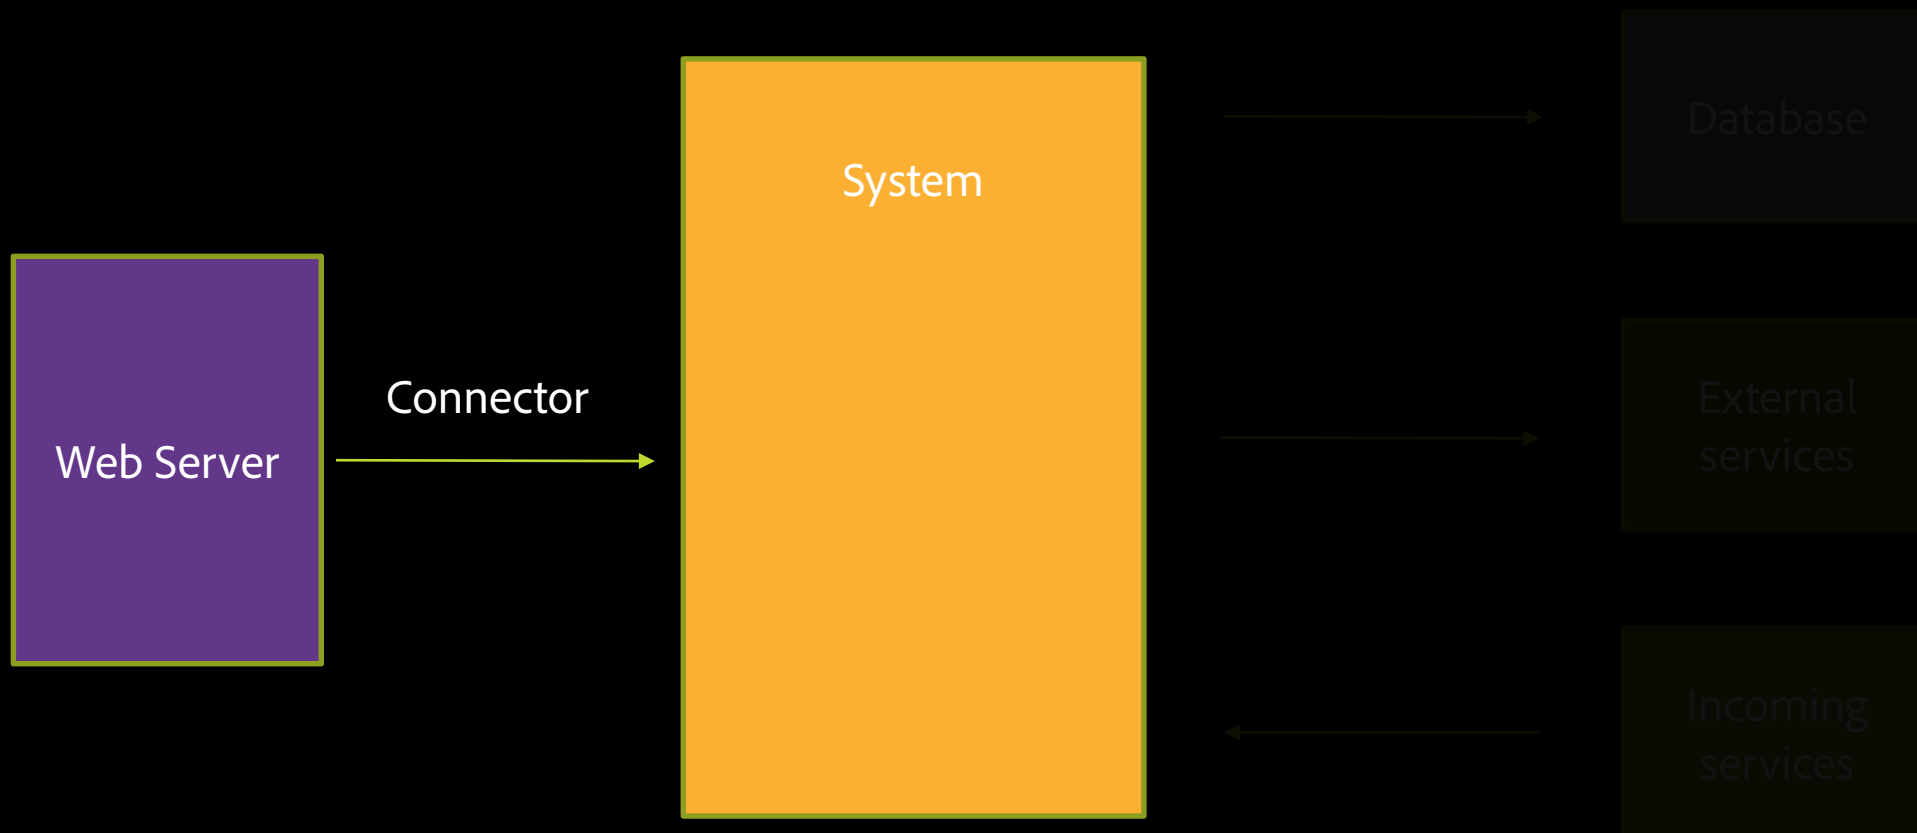 System
Connector
Web Server
Database
External
services
Incoming
services